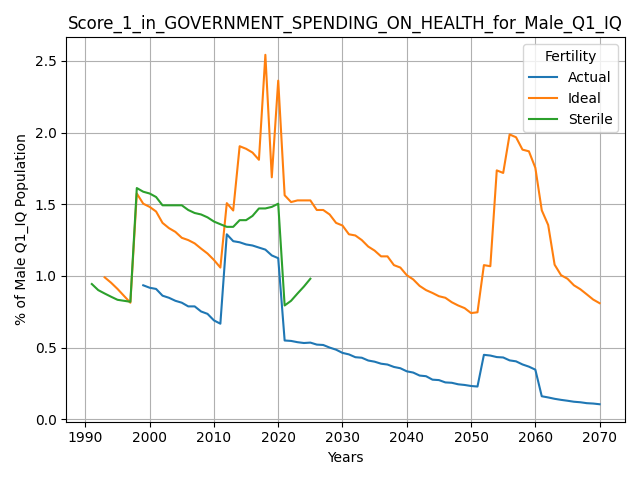 Score_1_in_GOVERNMENT_SPENDING_ON_HEALTH_for_Male_Q1_IQ
Fertility
Actual
Ideal
Sterile
% of Male Q1_IQ Population
2.5
2.0
1.5
1.0
0.5
0.0
1990 2000 2010 2020 2030 2040 2050 2060 2070
Years